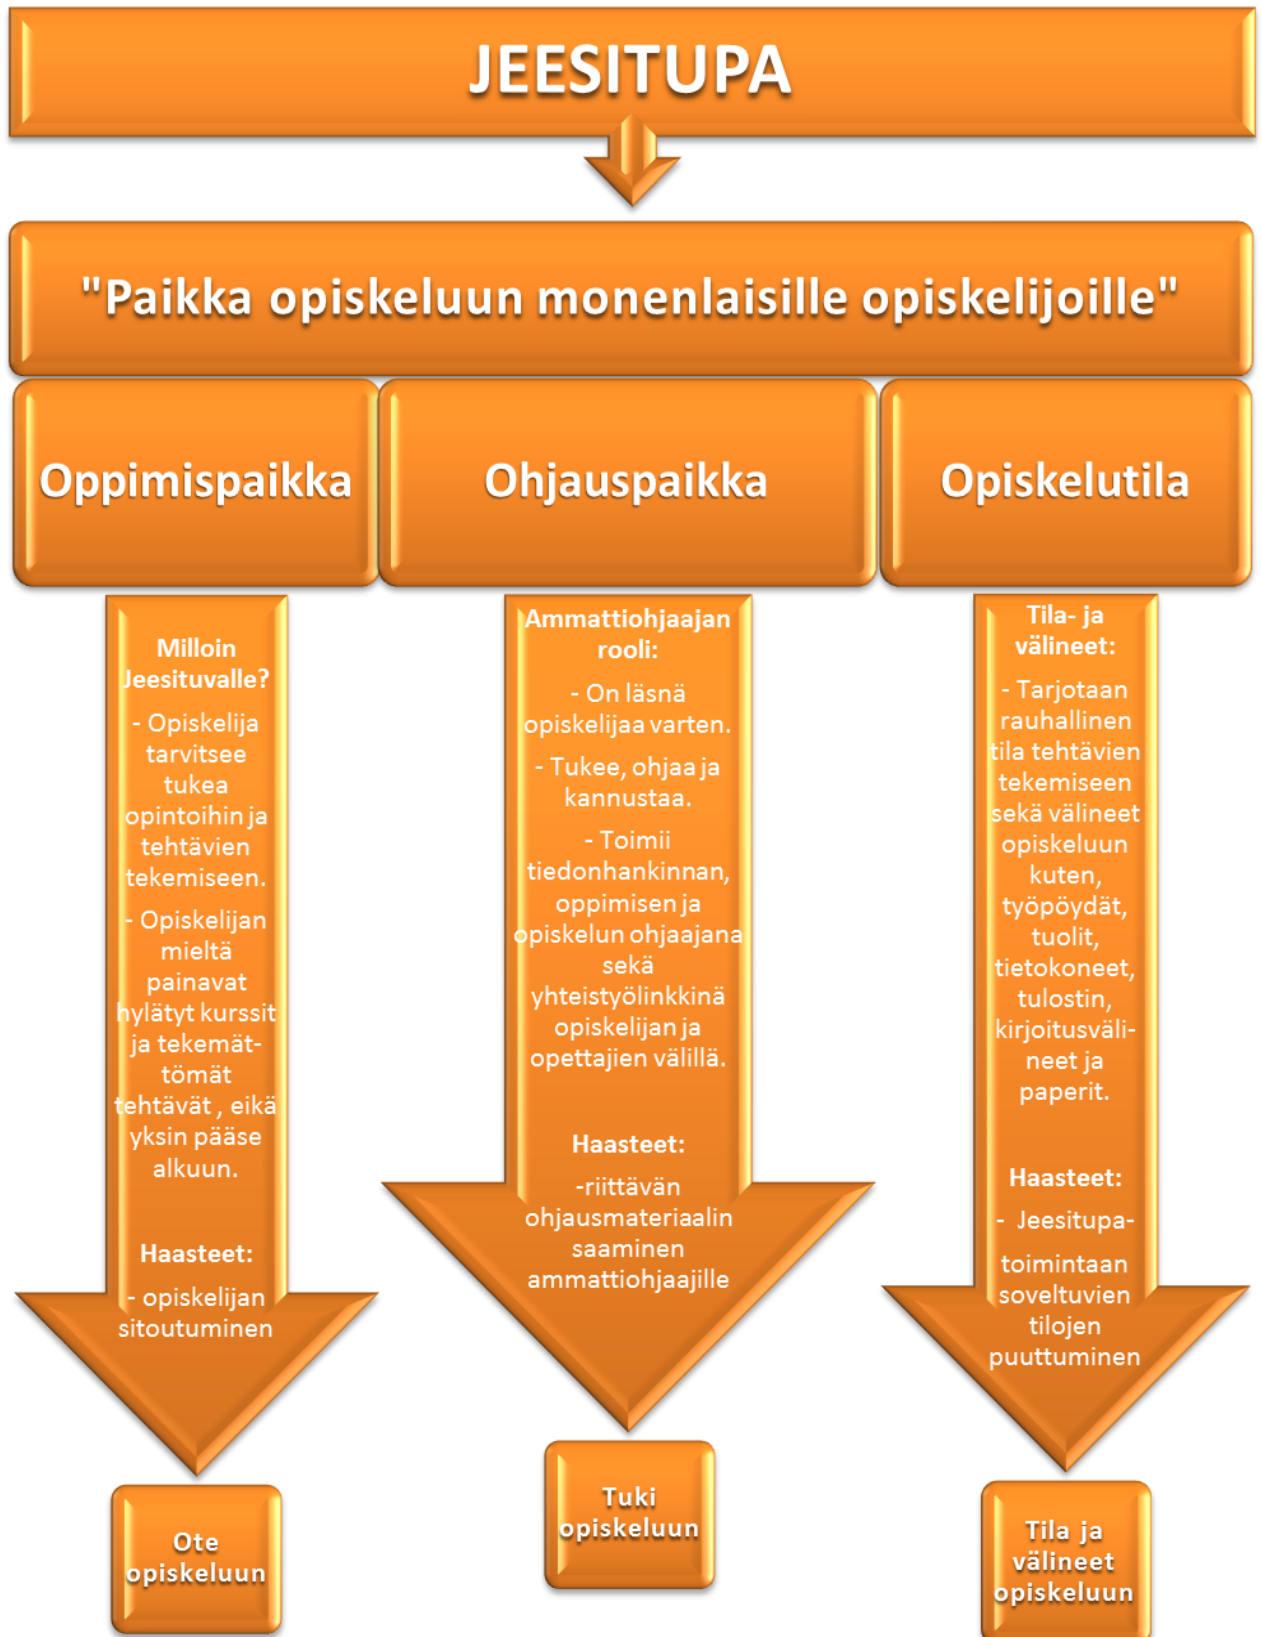 JEESITUPA
"Paikka opiskeluun monenlaisille opiskelijoille"
Oppimispaikka
Ohjauspaikka
Opiskelutila
Milloin
Jeesituvalle?
- Opiskelija
tarvitsee
tukea
opintoihin ja
tehtävien
tekemiseen.
- Opiskelijan
mieltä
painavat
hylätyt kurssit
ja tekemät-
tömät
tehtävät , eikä
yksin pääse
alkuun.
Haasteet:
- opiskelijan
sitoutuminen
Ote
opiskeluun
Ammattiohjaajan
rooli:
- On läsnä
opiskelijaa varten.
- Tukee, ohjaa ja
kannustaa.
- Toimii
tiedonhankinnan,
oppimisen ja
opiskelun ohjaajana
sekä
yhteistyölinkkinä
opiskelijan ja
opettajien välillä.
Haasteet:
-riittävän
ohjausmateriaalin
saaminen
ammattiohjaajille
Tuki
opiskeluun
Tila- ja
välineet:
- Tarjotaan
rauhallinen
tila tehtävien
tekemiseen
sekä välineet
opiskeluun
kuten,
työpöydät,
tuolit,
tietokoneet,
tulostin,
kirjoitusväli-
neet ja
paperit.
Haasteet:
- Jeesitupa-
toimintaan
soveltuvien
tilojen
puuttuminen
Tila ja
välineet
opiskeluun